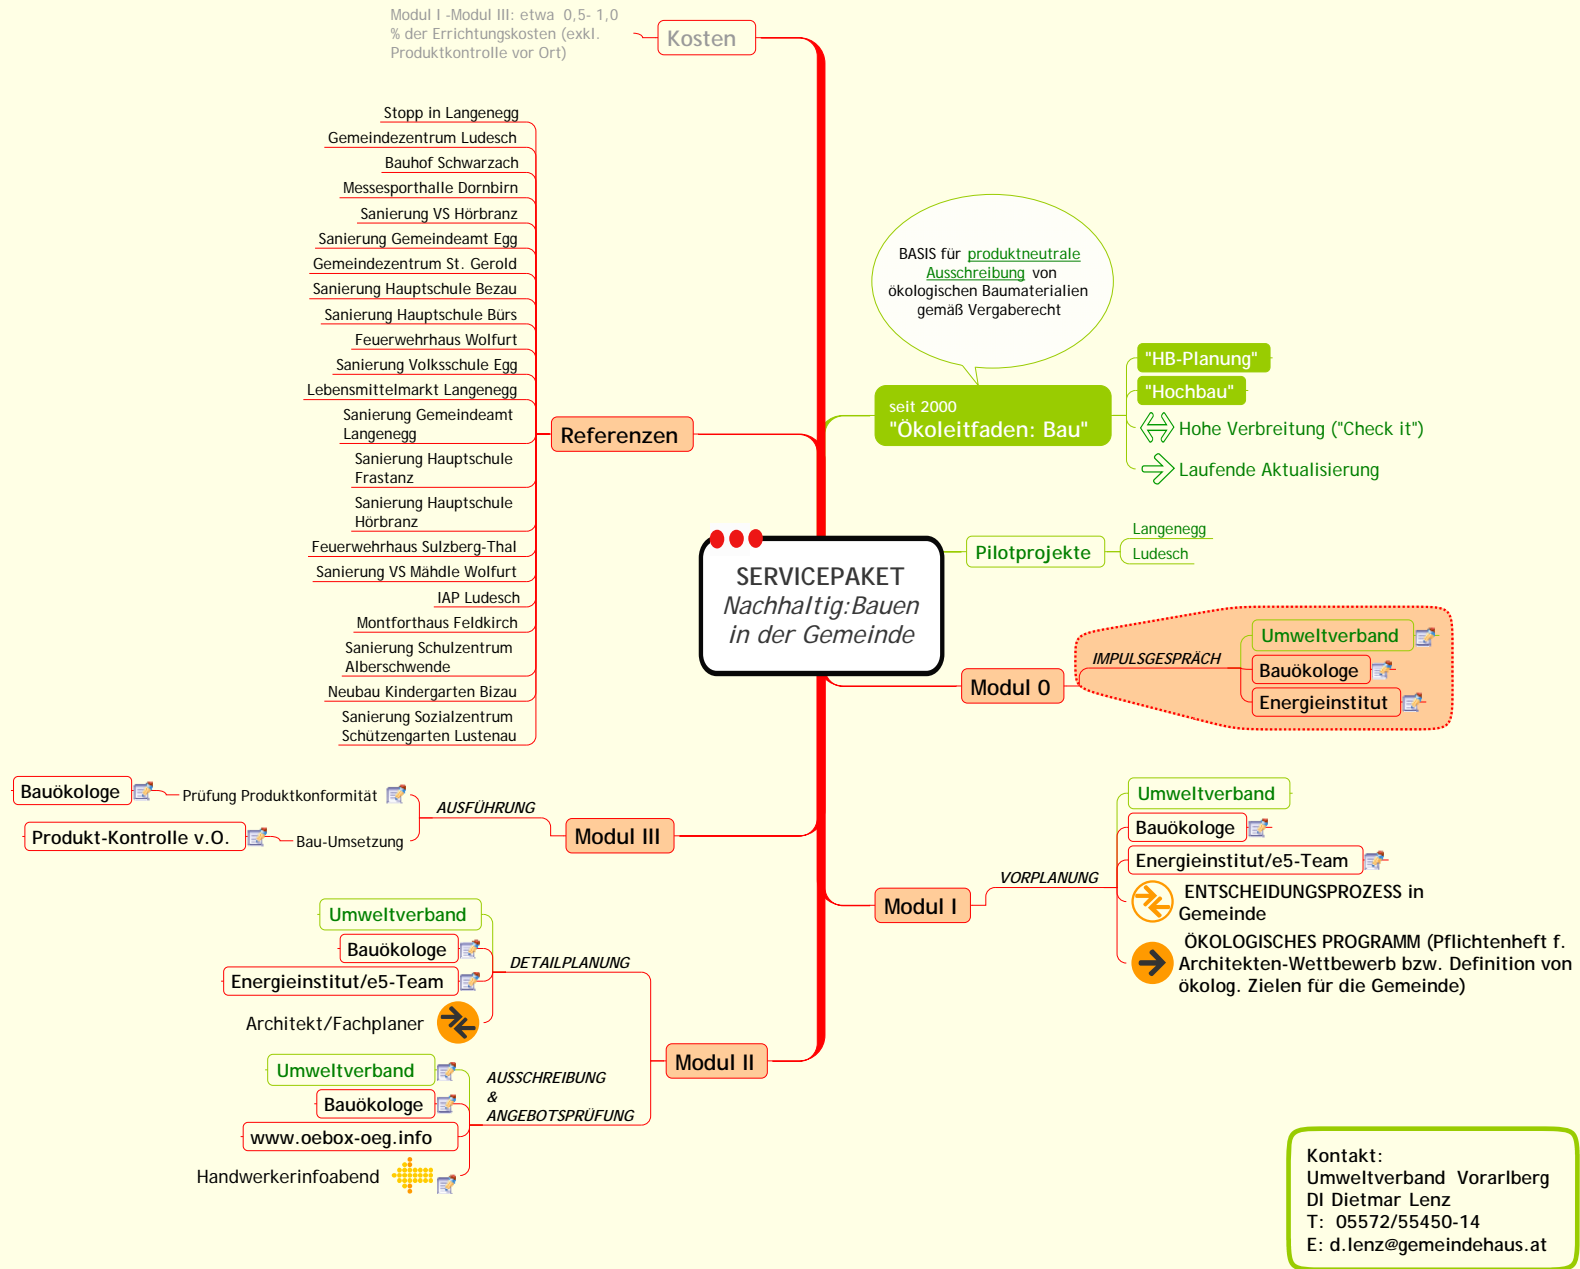 Modul I -Modul III: etwa 0,5- 1,0
% der Errichtungskosten (exkl.
Produktkontrolle vor Ort)
Kosten
Stopp in Langenegg
Gemeindezentrum Ludesch
Bauhof Schwarzach
Messesporthalle Dornbirn
Sanierung VS Hörbranz
Sanierung Gemeindeamt Egg
Gemeindezentrum St. Gerold
Sanierung Hauptschule Bezau
Sanierung Hauptschule Bürs
Feuerwehrhaus Wolfurt
Sanierung Volksschule Egg
Lebensmittelmarkt Langenegg
Sanierung Gemeindeamt
Langenegg
Sanierung Hauptschule
Frastanz
Sanierung Hauptschule
Hörbranz
Feuerwehrhaus Sulzberg-Thal
Sanierung VS Mähdle Wolfurt
IAP Ludesch
Montforthaus Feldkirch
Sanierung Schulzentrum
Alberschwende
Neubau Kindergarten Bizau
Sanierung Sozialzentrum
Schützengarten Lustenau
Referenzen
BASIS für produktneutrale
Ausschreibung von
ökologischen Baumaterialien
gemäß Vergaberecht
seit 2000
"Ökoleitfaden: Bau"
"HB-Planung"
"Hochbau"
Hohe Verbreitung ("Check it")
Laufende Aktualisierung
Pilotprojekte
Langenegg
Ludesch
SERVICEPAKET
Nachhaltig:Bauen
in der Gemeinde
Modul 0
IMPULSGESPRÄCH
Umweltverband
Bauökologe
Energieinstitut
Modul I
VORPLANUNG
Umweltverband
Bauökologe
Energieinstitut/e5-Team
ENTSCHEIDUNGSPROZESS in
Gemeinde
ÖKOLOGISCHES PROGRAMM (Pflichtenheft f.
Architekten-Wettbewerb bzw. Definition von
ökolog. Zielen für die Gemeinde)
Bauökologe
Prüfung Produktkonformität
Produkt-Kontrolle v.O.
Bau-Umsetzung
AUSFÜHRUNG
Modul III
Umweltverband
Bauökologe
Energieinstitut/e5-Team
Architekt/Fachplaner
DETAILPLANUNG
Modul II
Umweltverband
Bauökologe
www.oebox-oeg.info
Handwerkerinfoabend
AUSSCHREIBUNG
&
ANGEBOTSPRÜFUNG
Kontakt:
Umweltverband Vorarlberg
DI Dietmar Lenz
T: 05572/55450-14
E: d.lenz@gemeindehaus.at